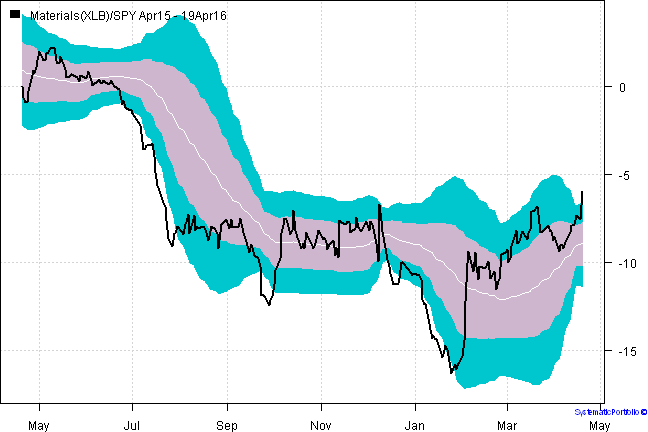 Materials(XLB)/SPY Apr15 - 19Apr16
0
-5
-10
-15
SystematicPortfolio ©
May Jul Sep Nov Jan Mar May